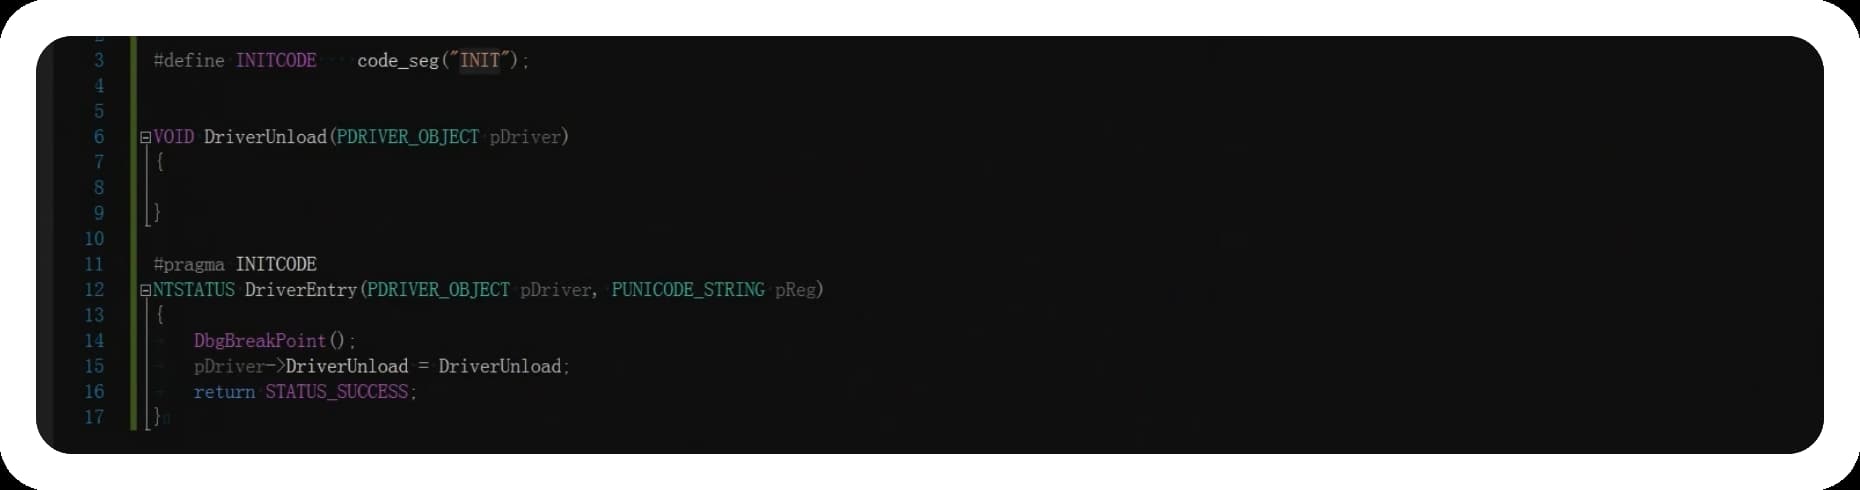 3 #define INITCODE code_seg("INIT");
4
5
6 VOID DriverUnload(PDRIVER_OBJECT pDriver)
7 {
8
9 }
10
11 #pragma INITCODE
12 NTSTATUS DriverEntry(PDRIVER_OBJECT pDriver, PUNICODE_STRING pReg)
13 {
14 DbgBreakPoint();
15 pDriver->DriverUnload = DriverUnload;
16 return STATUS_SUCCESS;
17 }